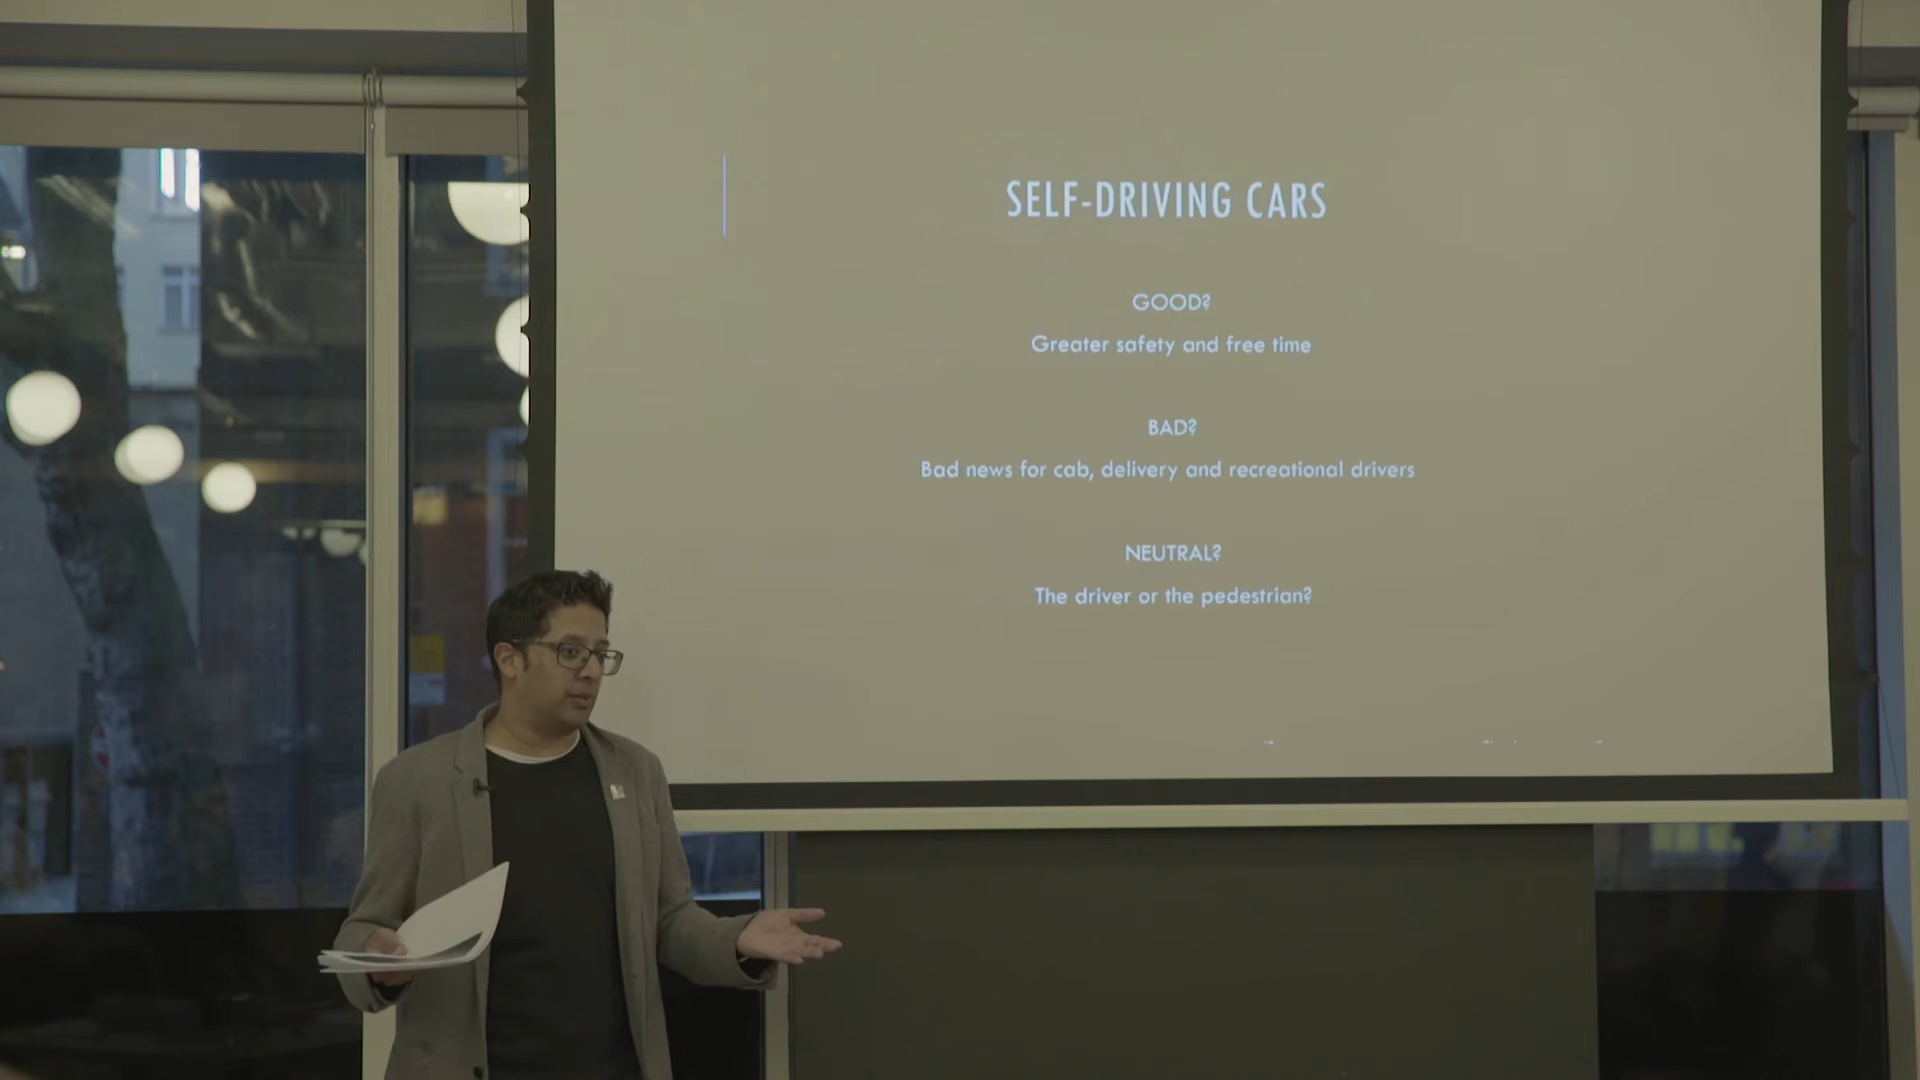 SELF-DRIVING CARS
GOOD?
Greater safety and free time
BAD?
Bad news for cab, delivery and recreational drivers
NEUTRAL?
The driver or the pedestrian?